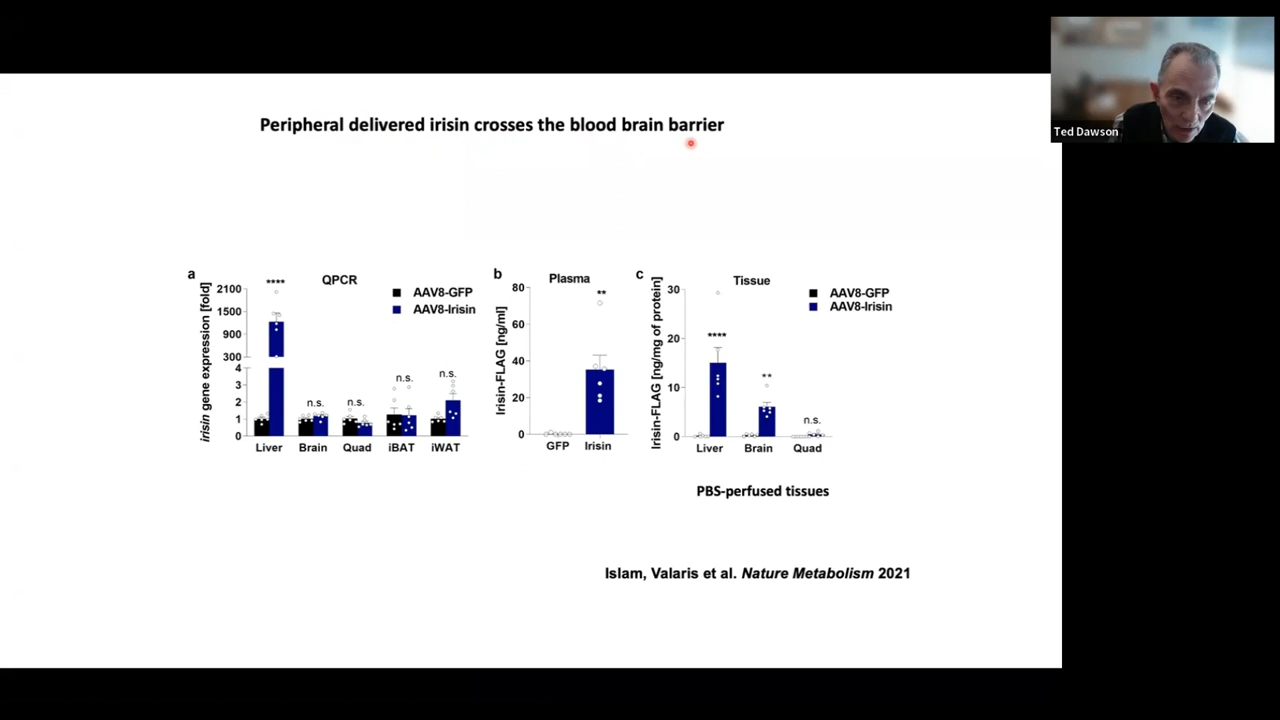 Ted Dawson
Peripheral delivered irisin crosses the blood brain barrier
a
QPCR
irisin gene expression [fold]
2100
1500
900
300
4
3
2
1
0
****
n.s.
n.s.
n.s.
n.s.
AAV8-GFP
AAV8-Irisin
Liver Brain Quad iBAT iWAT
b
Plasma
Irisin-FLAG [ng/ml]
80
60
40
20
0
**
GFP Irisin
c
Tissue
Irisin-FLAG [ng/mg of protein]
30
20
10
0
****
**
n.s.
AAV8-GFP
AAV8-Irisin
Liver Brain Quad
PBS-perfused tissues
Islam, Valaris et al. Nature Metabolism 2021